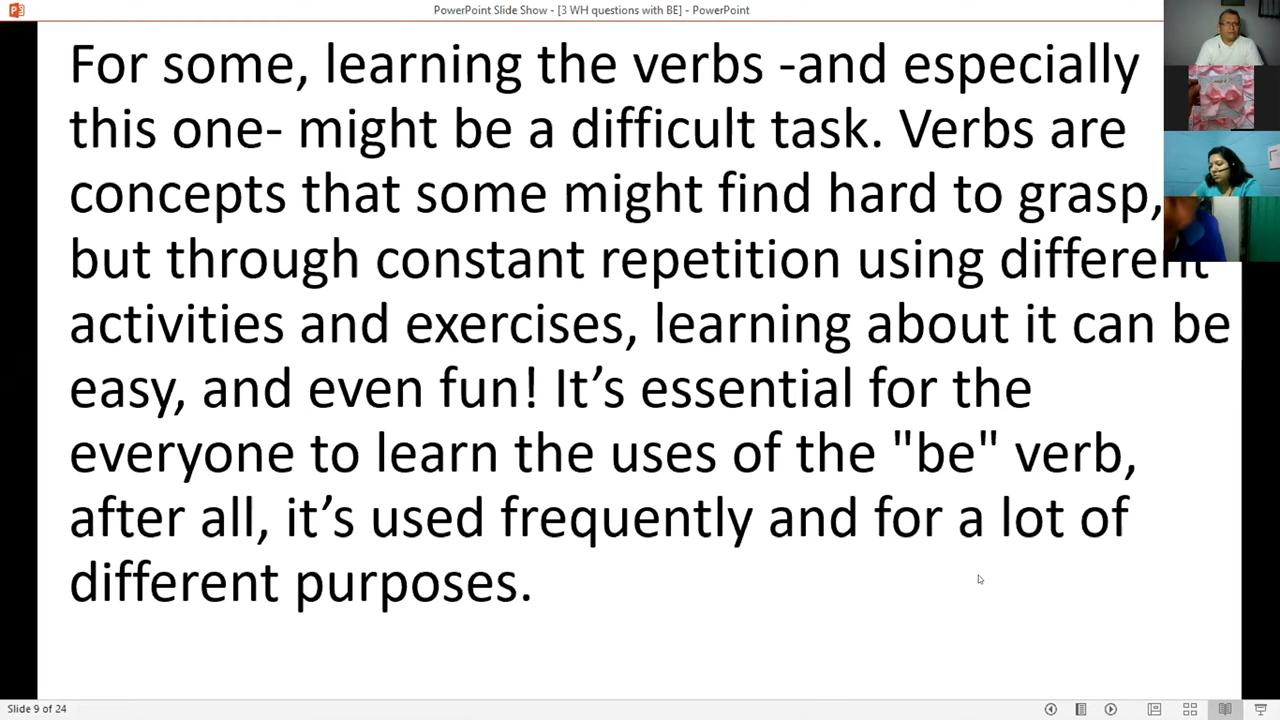 PowerPoint Slide Show - [3 WH questions with BE] - PowerPoint
For some, learning the verbs -and especially
this one- might be a difficult task. Verbs are
concepts that some might find hard to grasp,
but through constant repetition using different
activities and exercises, learning about it can be
easy, and even fun! It’s essential for the
everyone to learn the uses of the "be" verb,
after all, it’s used frequently and for a lot of
different purposes.
Slide 9 of 24